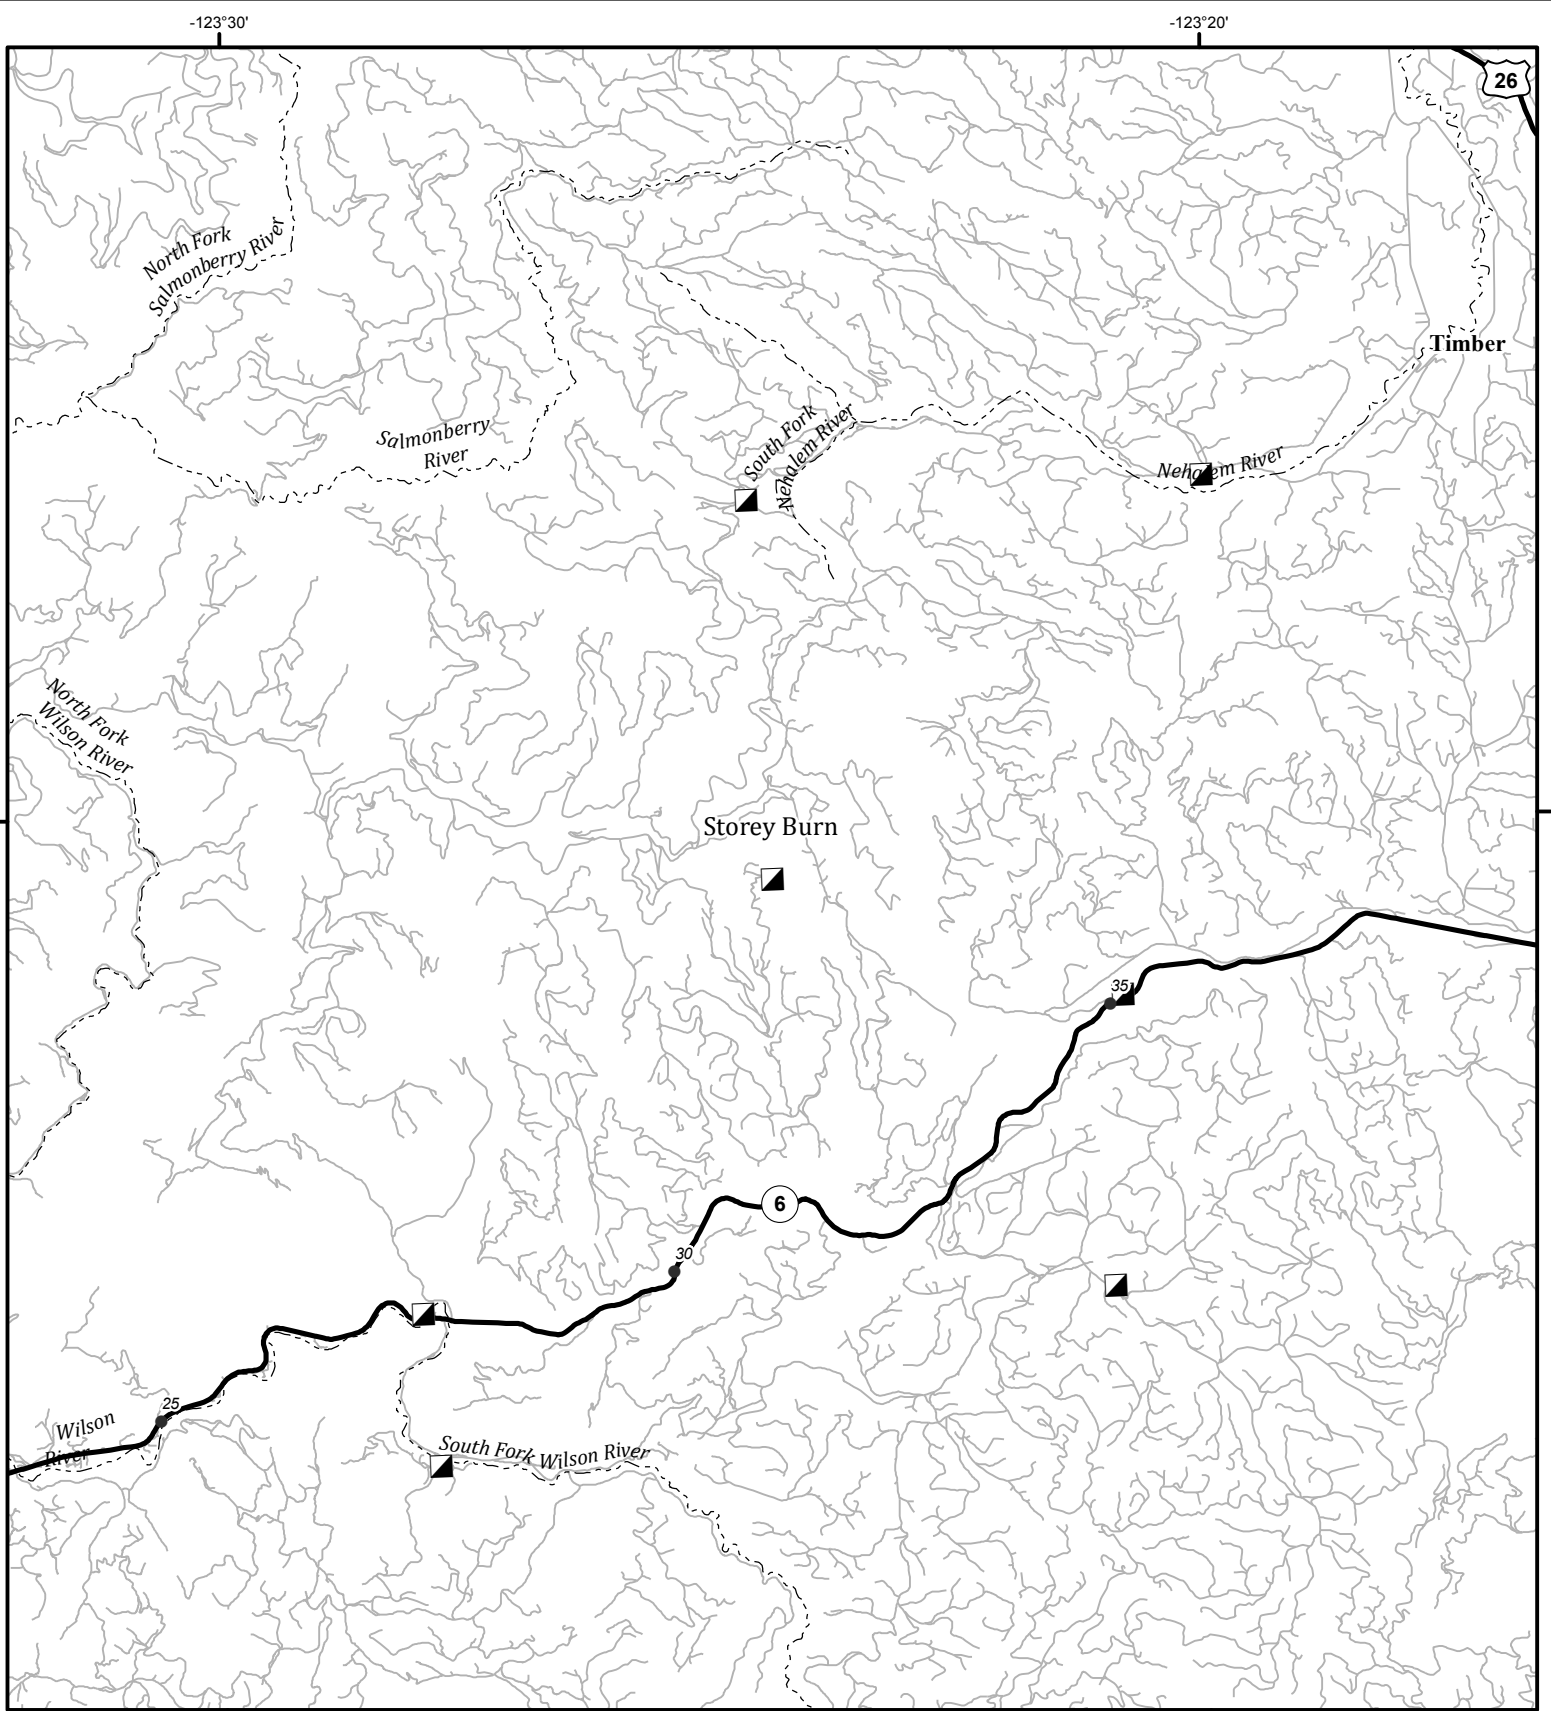 -123°30'
-123°20'
26
North Fork
Salmonberry River
Timber
Salmonberry
River
South Fork
Nehalem River
Nehalem River
North Fork
Wilson River
Storey Burn
35
6
30
25
Wilson
River
South Fork Wilson River